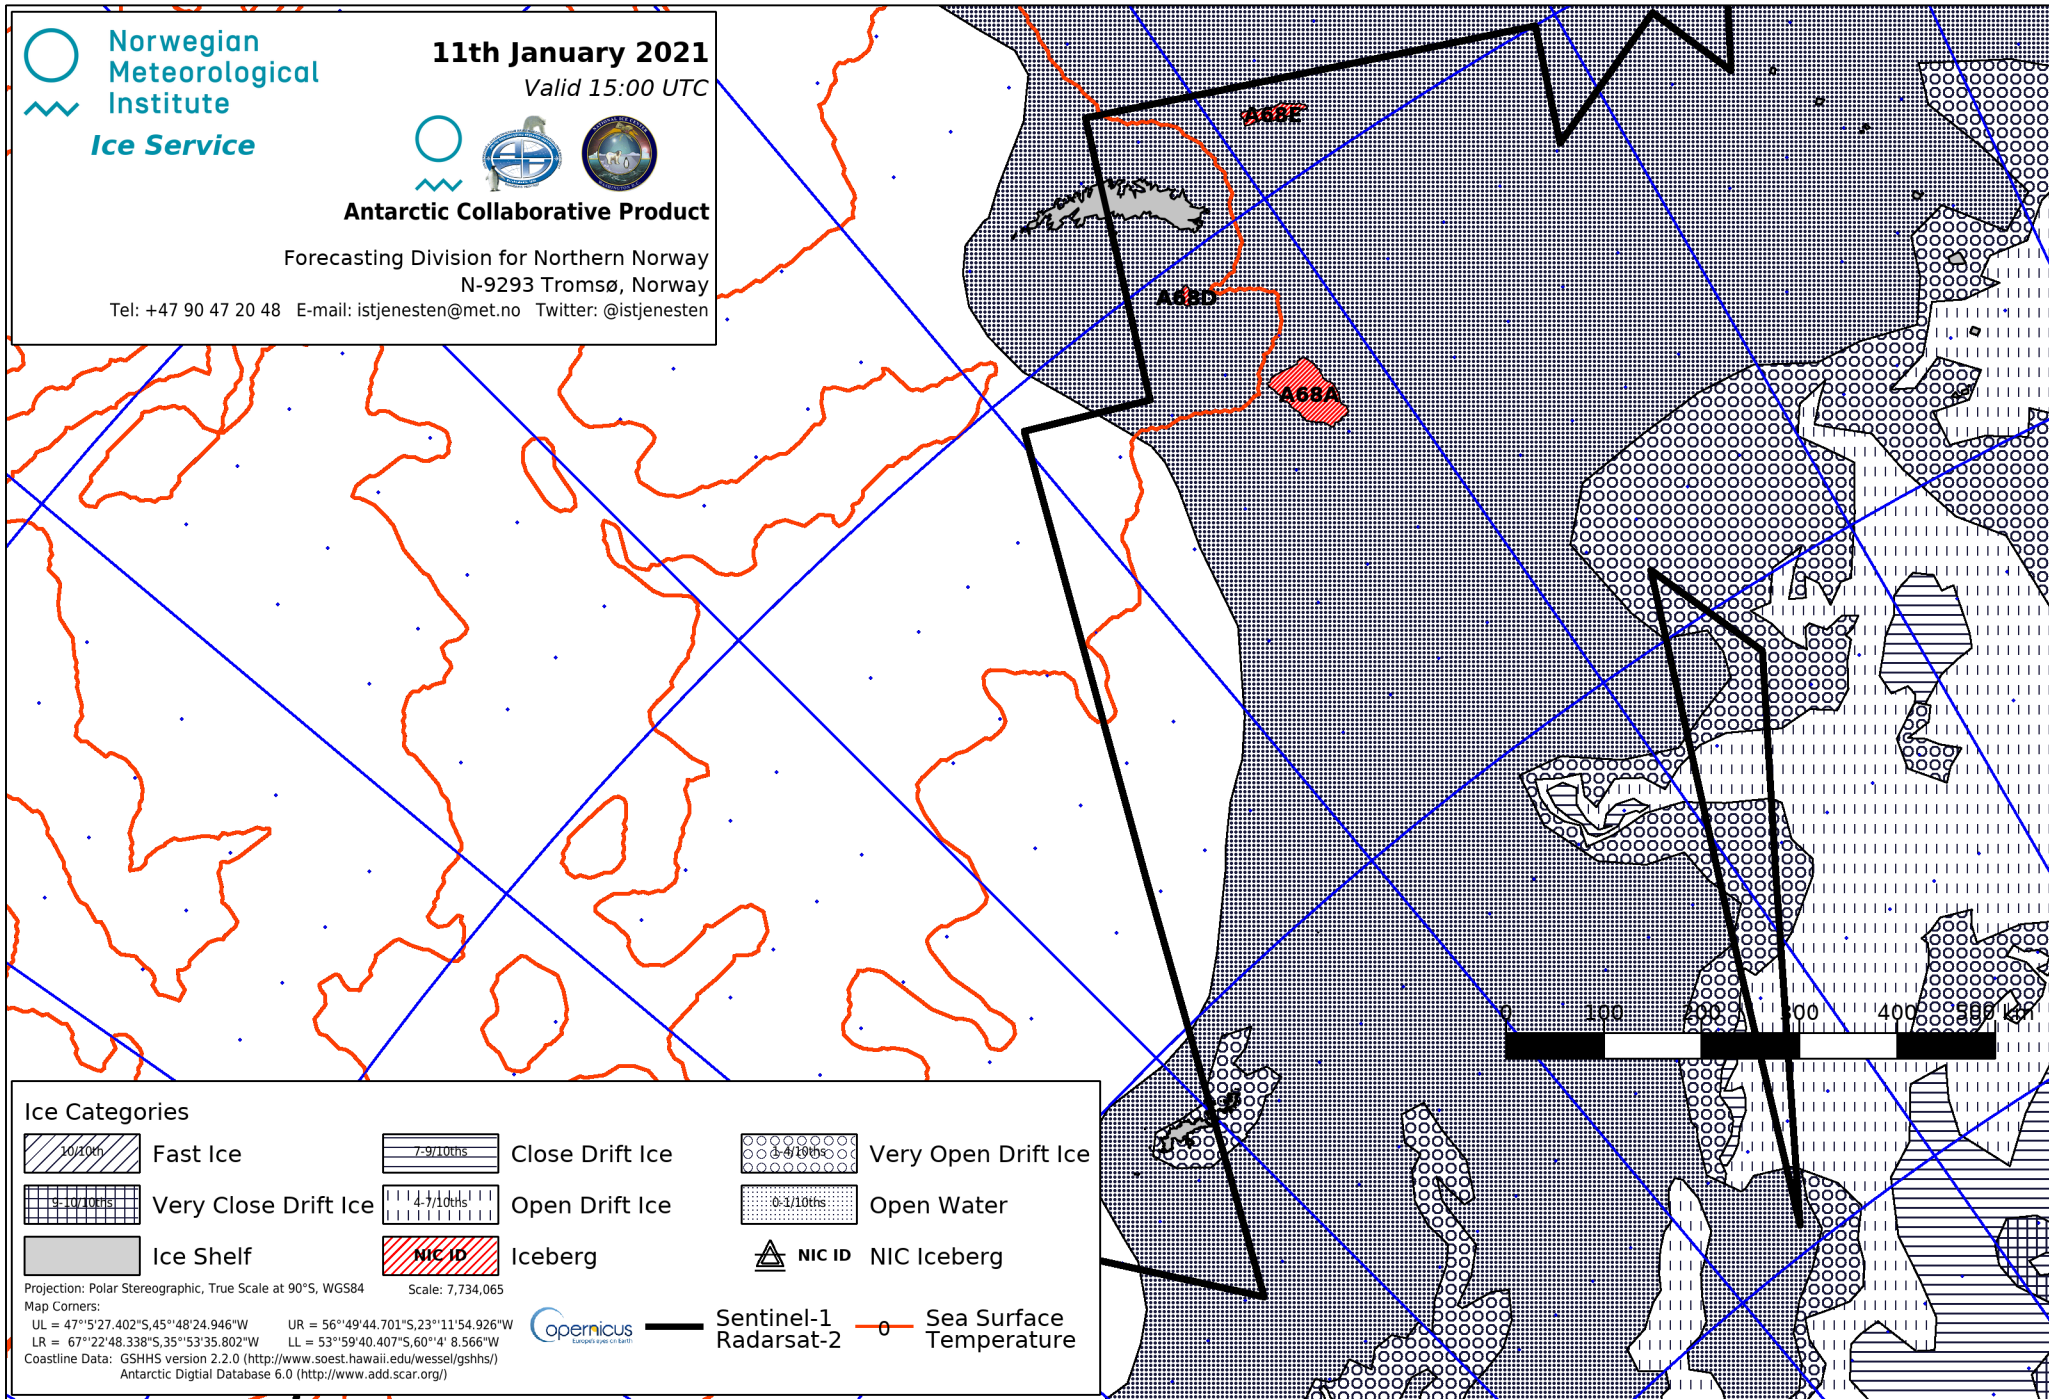 Norwegian
Meteorological
Institute
Ice Service
11th January 2021
Valid 15:00 UTC
Antarctic Collaborative Product
Forecasting Division for Northern Norway
N-9293 Tromsø, Norway
Tel: +47 90 47 20 48 E-mail: istjenesten@met.no Twitter: @istjenesten
A68E
A68D
A68A
0 100 200 300 400 500 km
Ice Categories
10/10th Fast Ice
7-9/10ths Close Drift Ice
1-4/10ths Very Open Drift Ice
9-10/10ths Very Close Drift Ice
4-7/10ths Open Drift Ice
0-1/10ths Open Water
Ice Shelf
NIC ID Iceberg
NIC ID NIC Iceberg
Projection: Polar Stereographic, True Scale at 90°S, WGS84 Scale: 7,734,065
Map Corners:
UL = 47°'5'27.402"S,45°'48'24.946"W UR = 56°'49'44.701"S,23°'11'54.926"W
LR = 67°'22'48.338"S,35°'53'35.802"W LL = 53°'59'40.407"S,60°'4' 8.566"W
Coastline Data: GSHHS version 2.2.0 (http://www.soest.hawaii.edu/wessel/gshhs/)
Antarctic Digtial Database 6.0 (http://www.add.scar.org/)
opernicus
Europe's eyes on Earth
Sentinel-1
Radarsat-2
0
Sea Surface
Temperature